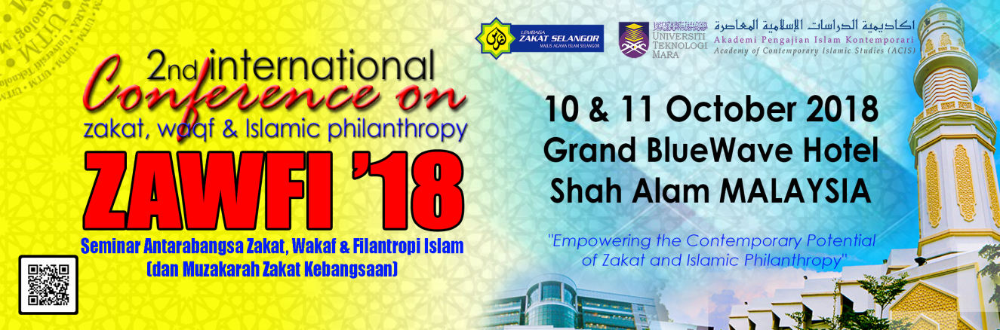 2nd international
Conference on
zakat, waqf & Islamic philanthropy
ZAWFI '18
Seminar Antarabangsa Zakat, Wakaf & Filantropi Islam
(dan Muzakarah Zakat Kebangsaan)
LEMBAGA
ZAKAT SELANGOR
MAJLIS AGAMA ISLAM SELANGOR
UNIVERSITI
TEKNOLOGI
MARA
اكاديمية الدراسات الإسلامية المعاصرة
Akademi Pengajian Islam Kontemporari
Academy of Contemporary Islamic Studies (ACIS)
10 & 11 October 2018
Grand BlueWave Hotel
Shah Alam MALAYSIA
"Empowering the Contemporary Potential
of Zakat and Islamic Philanthropy"